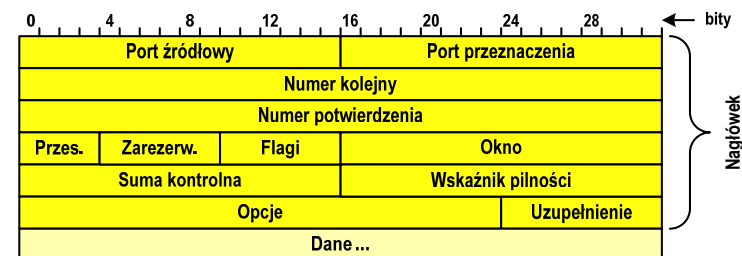 0 4 8 12 16 20 24 28 bity
Port źródłowy Port przeznaczenia
Numer kolejny
Numer potwierdzenia
Przes. Zarezerw. Flagi Okno
Suma kontrolna Wskaźnik pilności
Opcje Uzupełnienie
Dane ...
Nagłówek